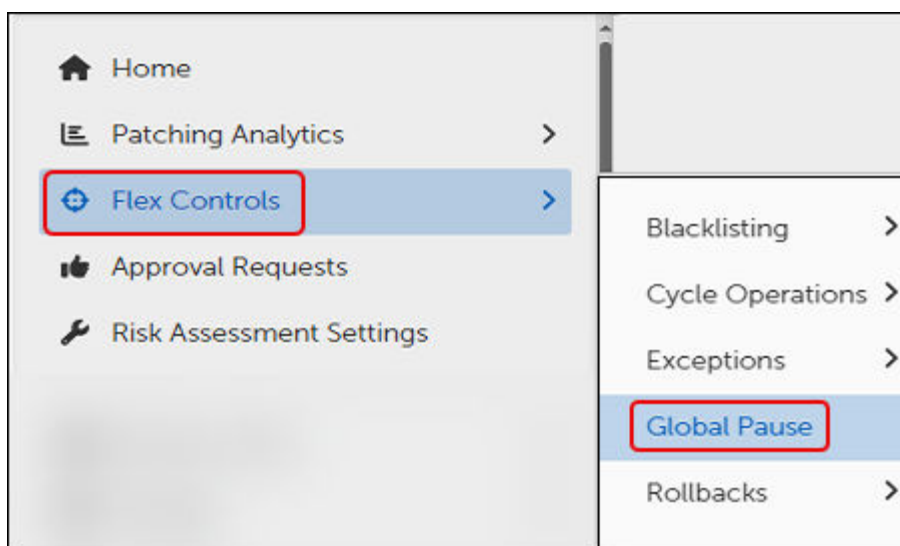 Home
Patching Analytics
Flex Controls
Approval Requests
Risk Assessment Settings
Blacklisting
Cycle Operations
Exceptions
Global Pause
Rollbacks